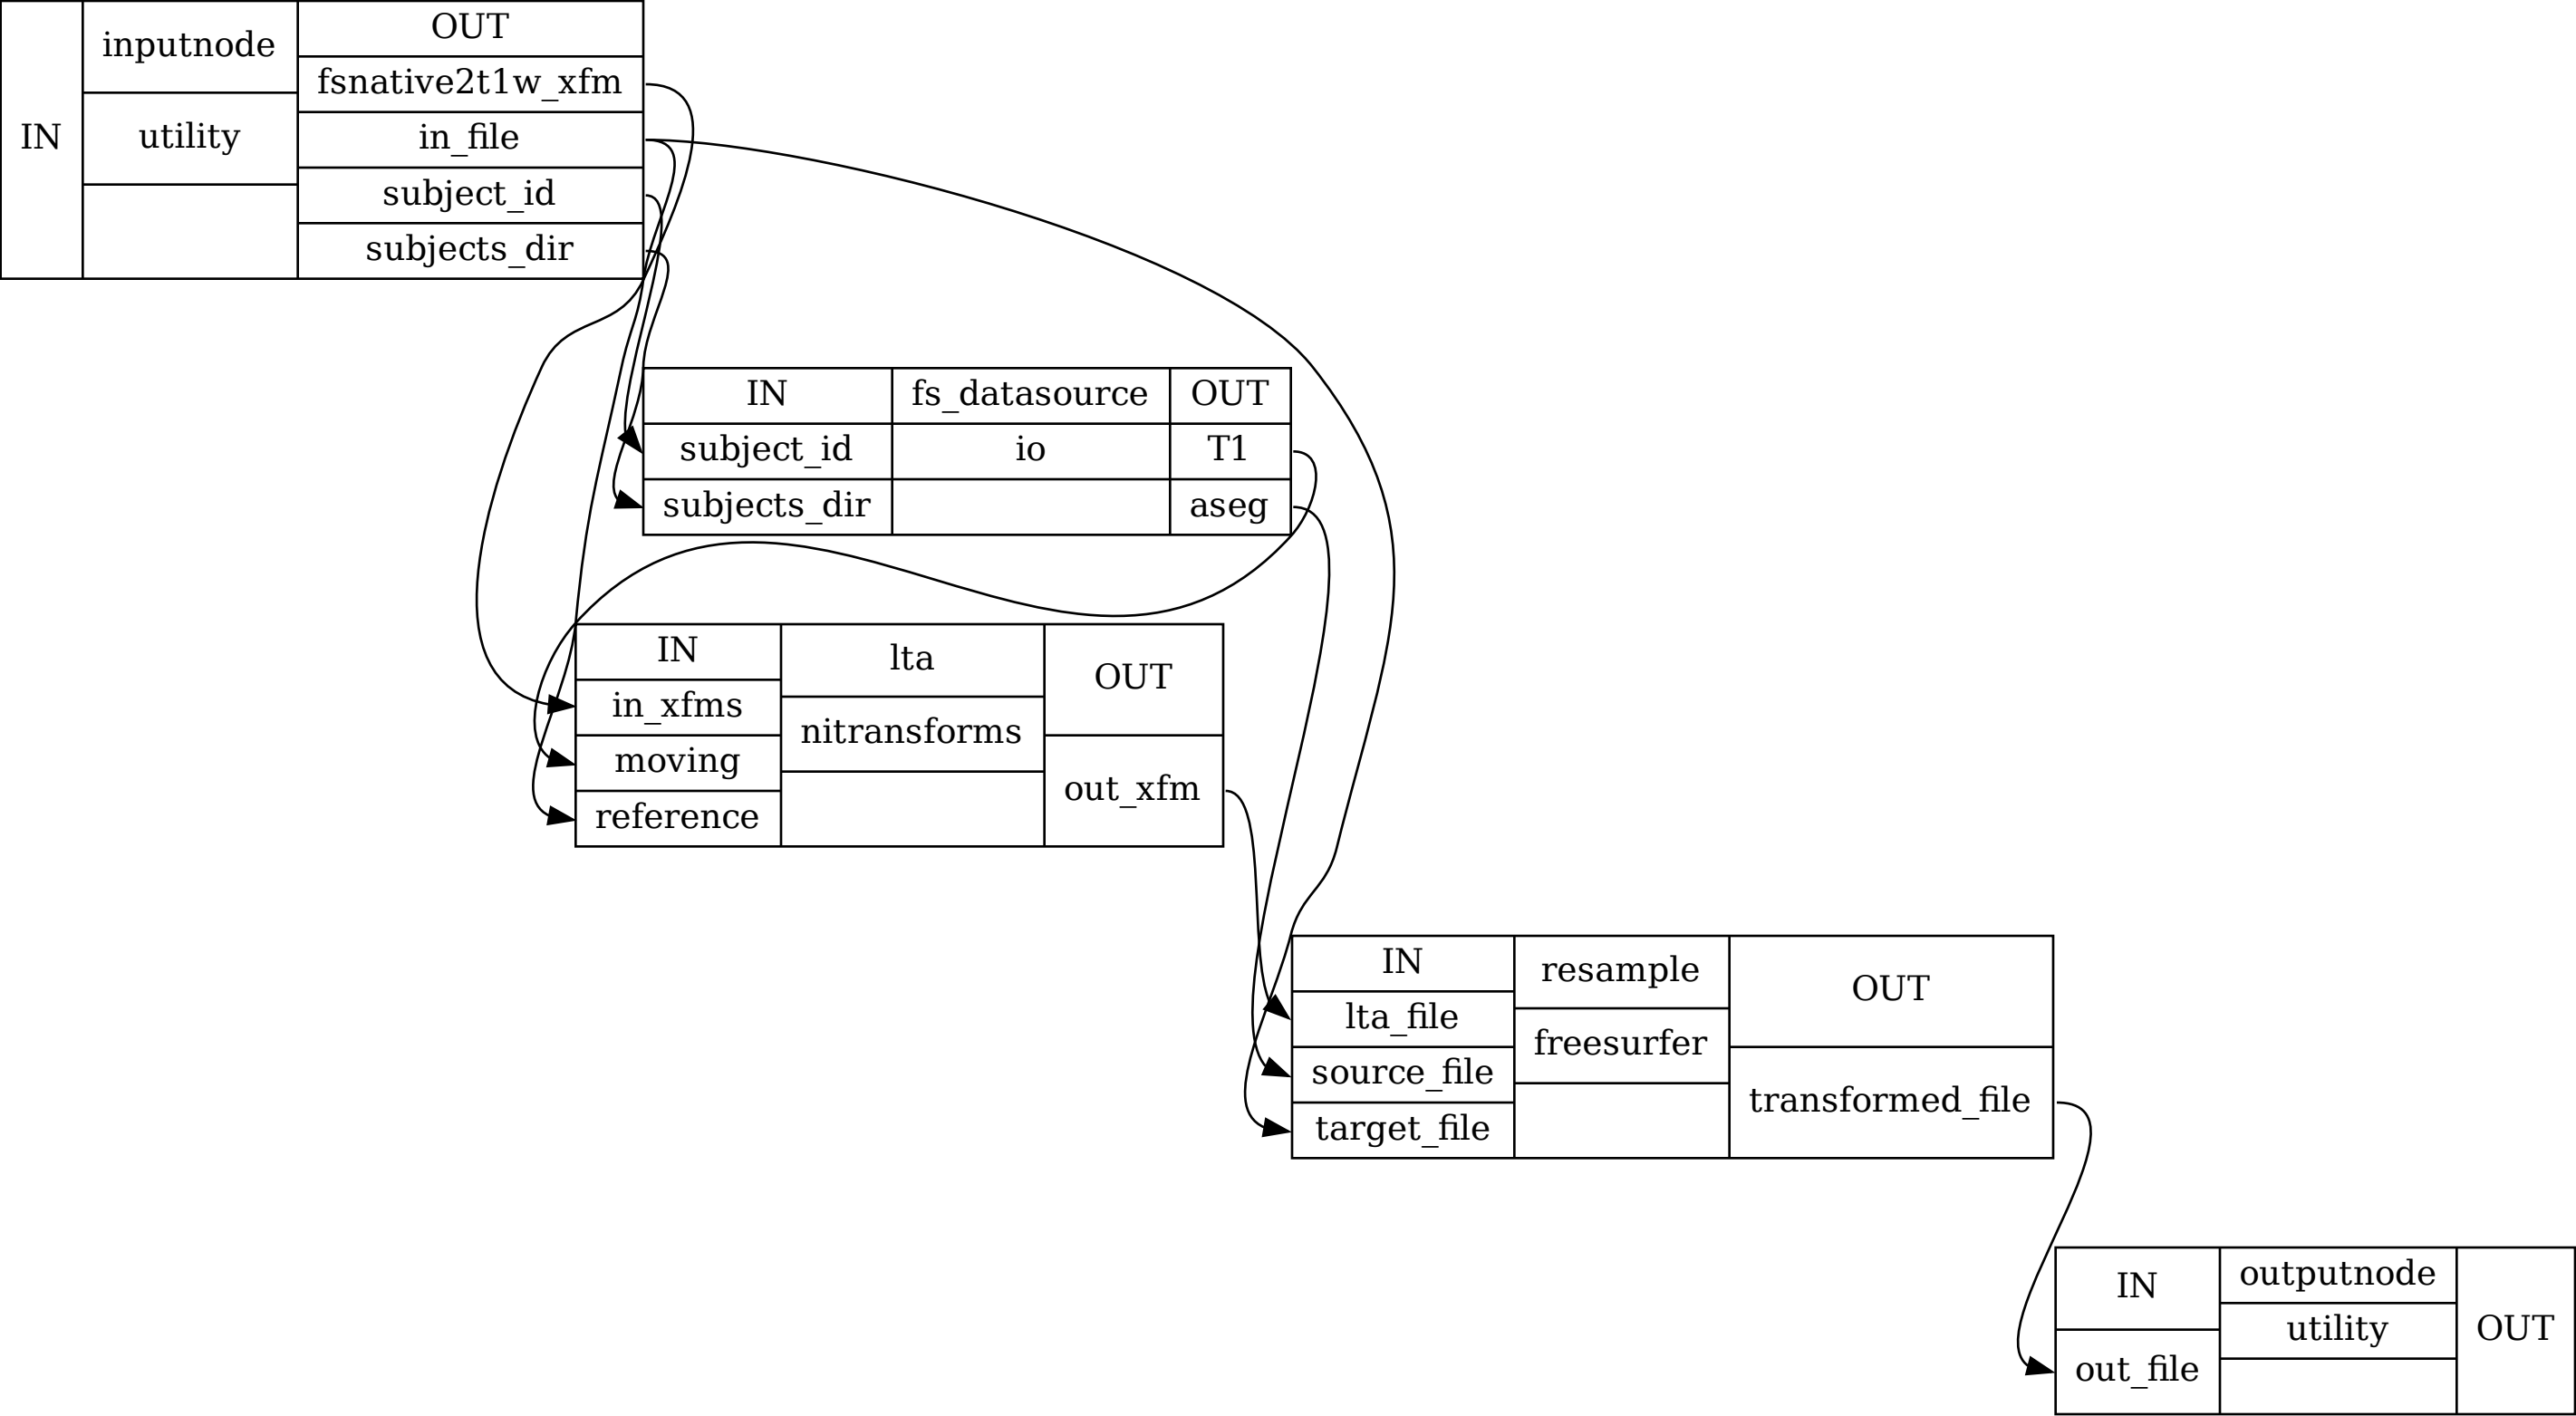 IN
inputnode
utility
OUT
fsnative2t1w_xfm
in_file
subject_id
subjects_dir
IN
subject_id
subjects_dir
fs_datasource
io
OUT
T1
aseg
IN
in_xfms
moving
reference
lta
nitransforms
OUT
out_xfm
IN
lta_file
source_file
target_file
resample
freesurfer
OUT
transformed_file
IN
out_file
outputnode
utility
OUT